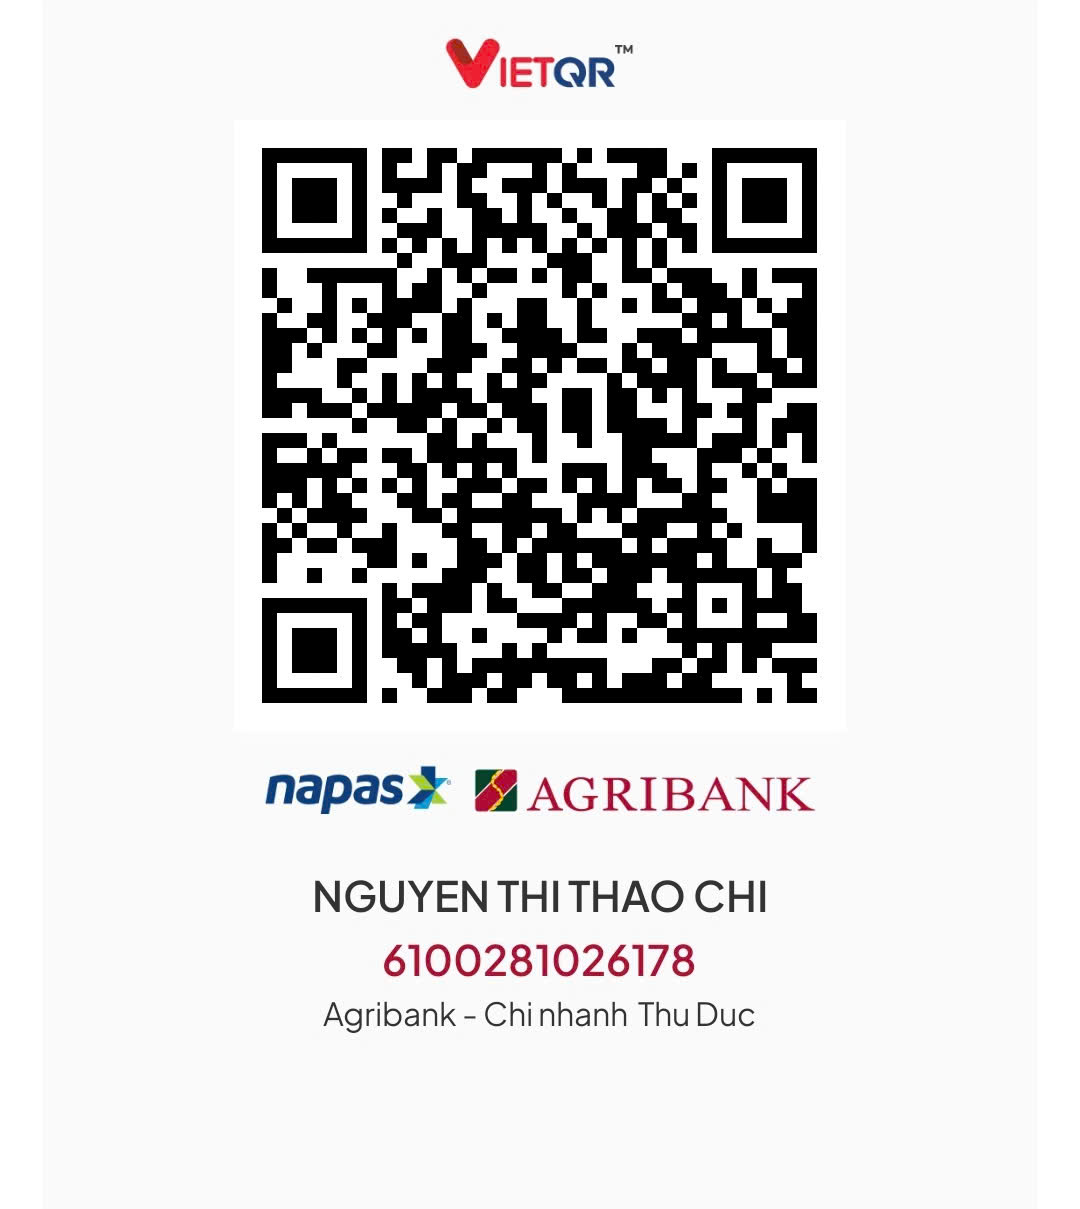 VIETQR™
napas AGRIBANK
NGUYEN THI THAO CHI
6100281026178
Agribank - Chi nhanh Thu Duc